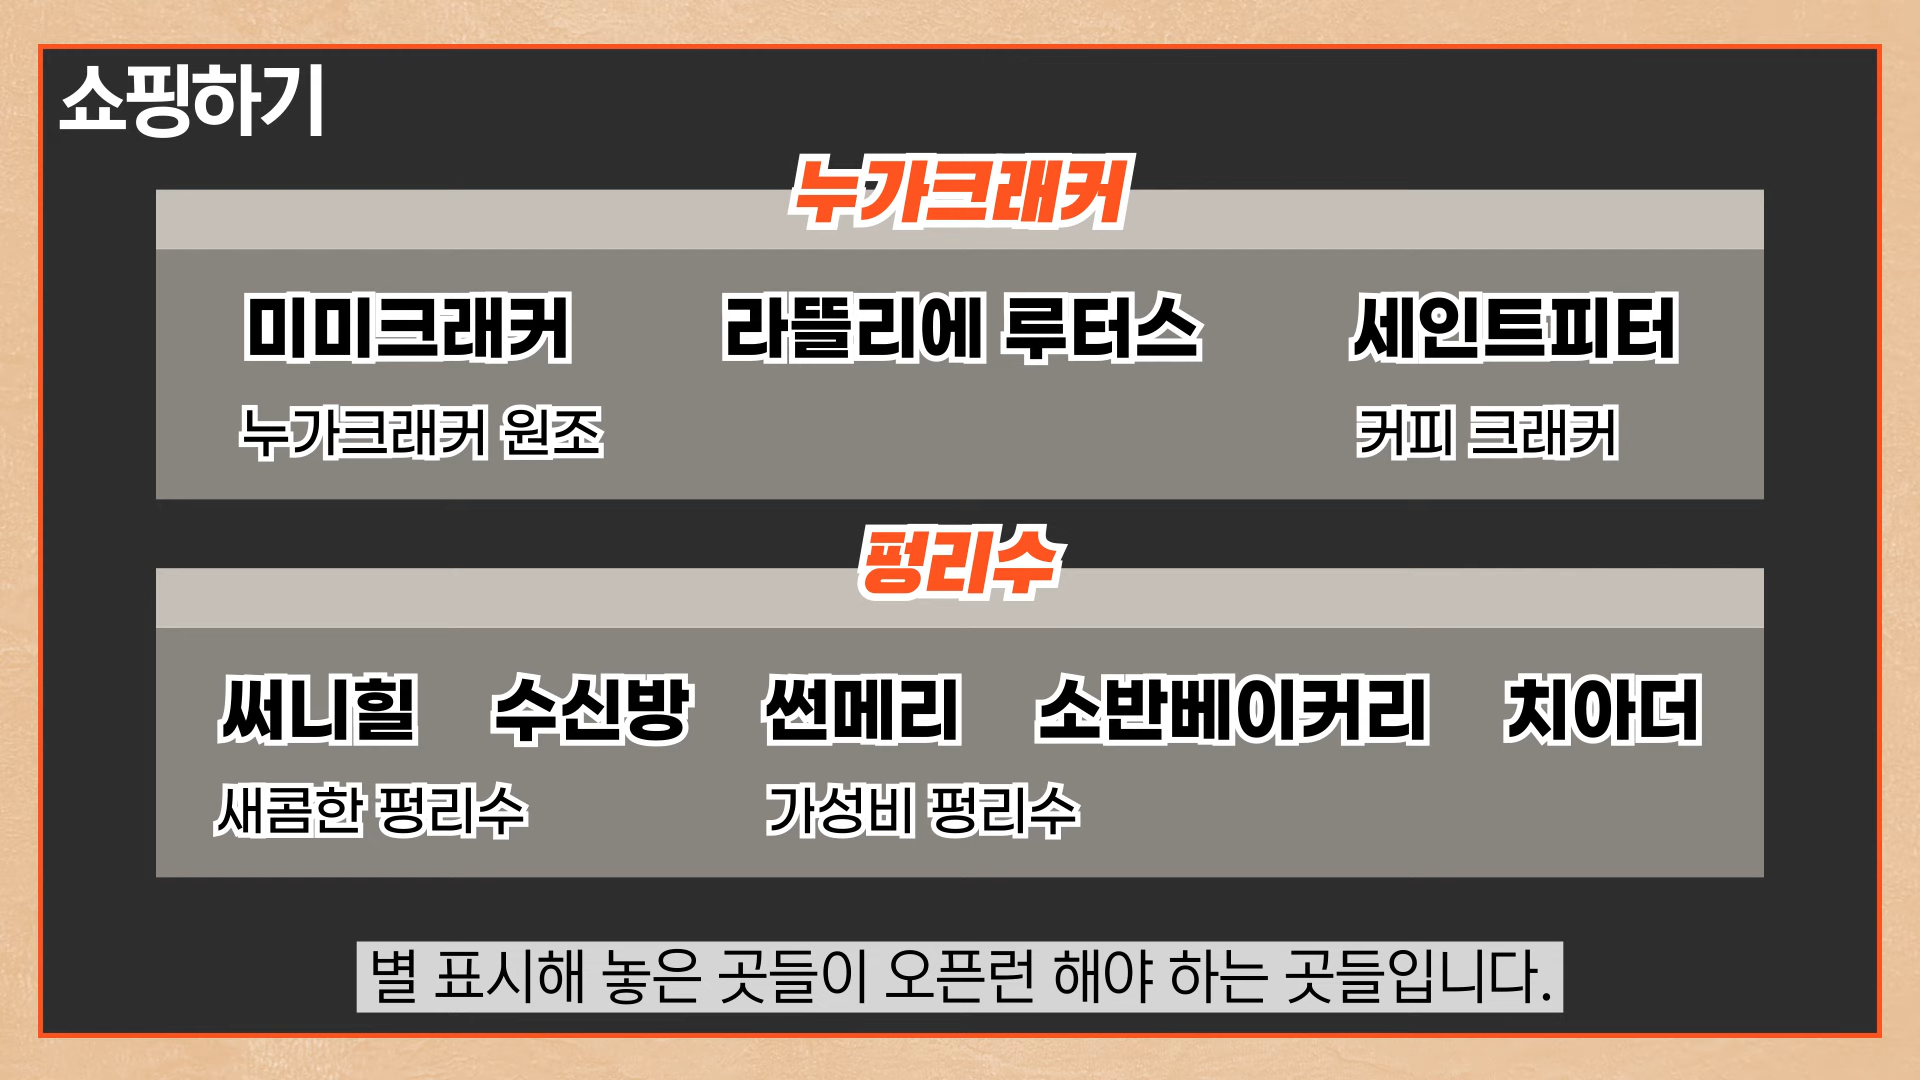 쇼핑하기
누가크래커
미미크래커 라뜰리에 루터스 세인트피터
누가크래커 원조 커피 크래커
펑리수
써니힐 수신방 썬메리 소반베이커리 치아더
새콤한 펑리수 가성비 펑리수
별 표시해 놓은 곳들이 오픈런 해야 하는 곳들입니다.